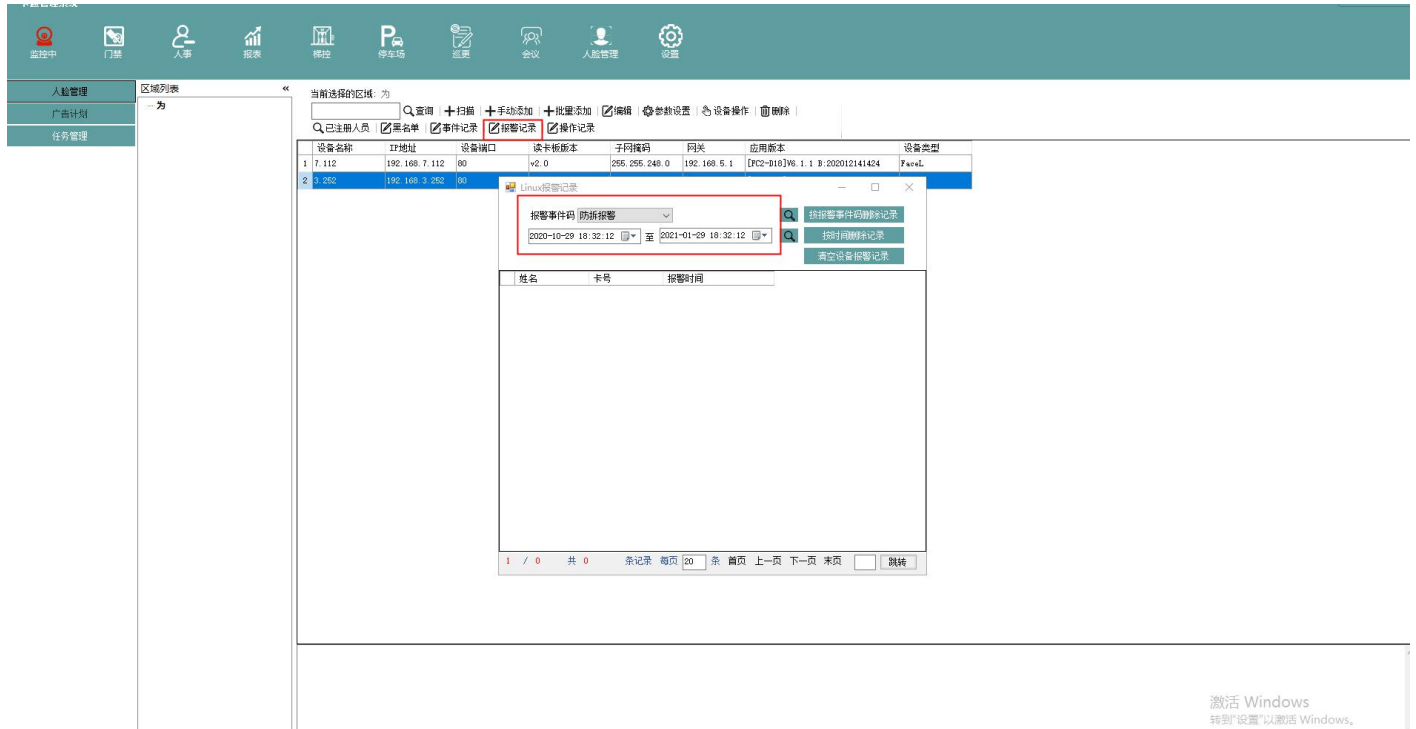 监控中 门禁 人事 报表 梯控 停车场 巡更 会议 人脸管理 设置
人脸管理
广告计划
任务管理
区域列表 «
为
当前选择的区域: 为
查询 扫描 手动添加 批量添加 编辑 参数设置 设备操作 删除
已注册人员 黑名单 事件记录 报警记录 操作记录
设备名称 IP地址 设备端口 读卡板版本 子网掩码 网关 应用版本 设备类型
1 7.112 192.168.7.112 80 v2.0 255.255.248.0 192.168.5.1 [FC2-D18]V6.1.1 B:202012141424 FaceL
2 3.252 192.168.3.252 80
Linux报警记录
报警事件码 防拆报警 按报警事件码删除记录
2020-10-29 18:32:12 至 2021-01-29 18:32:12 按时间删除记录
清空设备报警记录
姓名 卡号 报警时间
1 / 0 共 0 条记录 每页 20 条 首页 上一页 下一页 末页 跳转
激活 Windows
转到"设置"以激活 Windows。